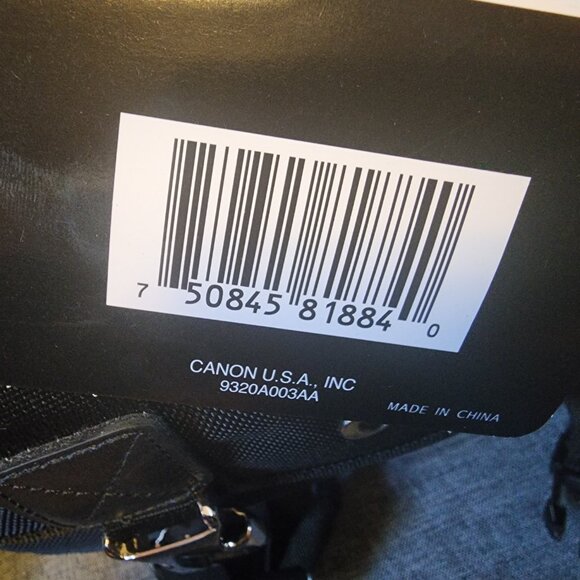 7 50845 81884 0
CANON U.S.A., INC
9320A003AA
MADE IN CHINA